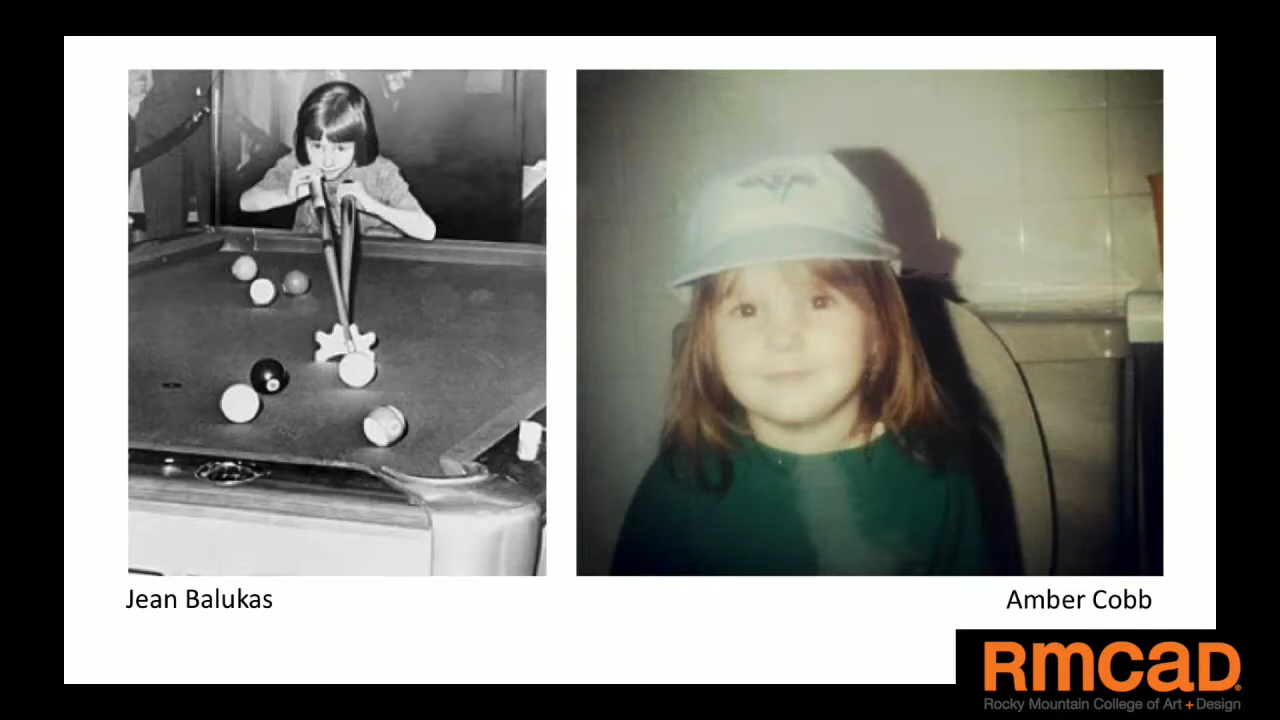 Jean Balukas
Amber Cobb
RMCAD
Rocky Mountain College of Art + Design